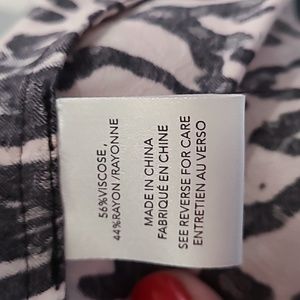 56%VISCOSE ,
44%RAYON /RAYONNE
MADE IN CHINA
FABRIQUÉ EN CHINE
SEE REVERSE FOR CARE
ENTRETIEN AU VERSO